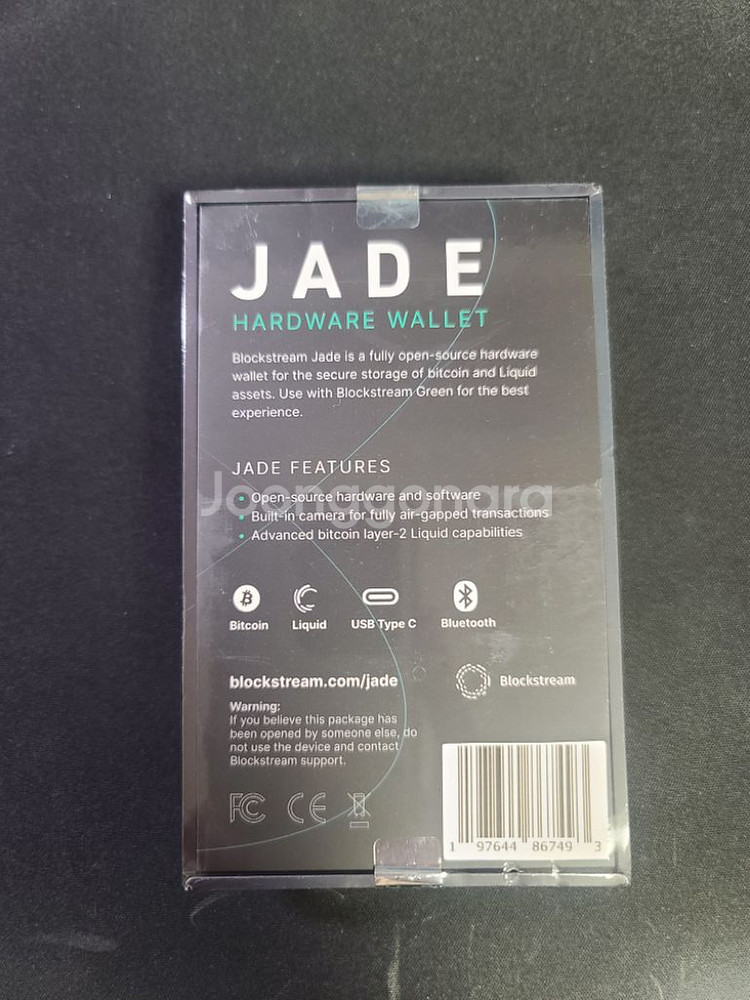 JADE
HARDWARE WALLET
Blockstream Jade is a fully open-source hardware
wallet for the secure storage of bitcoin and Liquid
assets. Use with Blockstream Green for the best
experience.
JADE FEATURES
• Open-source hardware and software
• Built-in camera for fully air-gapped transactions
• Advanced bitcoin layer-2 Liquid capabilities
Joonggonara
Bitcoin Liquid USB Type C Bluetooth
blockstream.com/jade
Blockstream
Warning:
If you believe this package has
been opened by someone else, do
not use the device and contact
Blockstream support.
FC CE
1 97644 86749 3